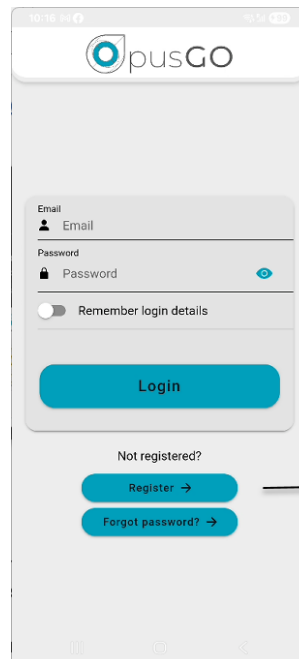 10:16
OpusGO
Email
Email
Password
Password
Remember login details
Login
Not registered?
Register →
Forgot password? →